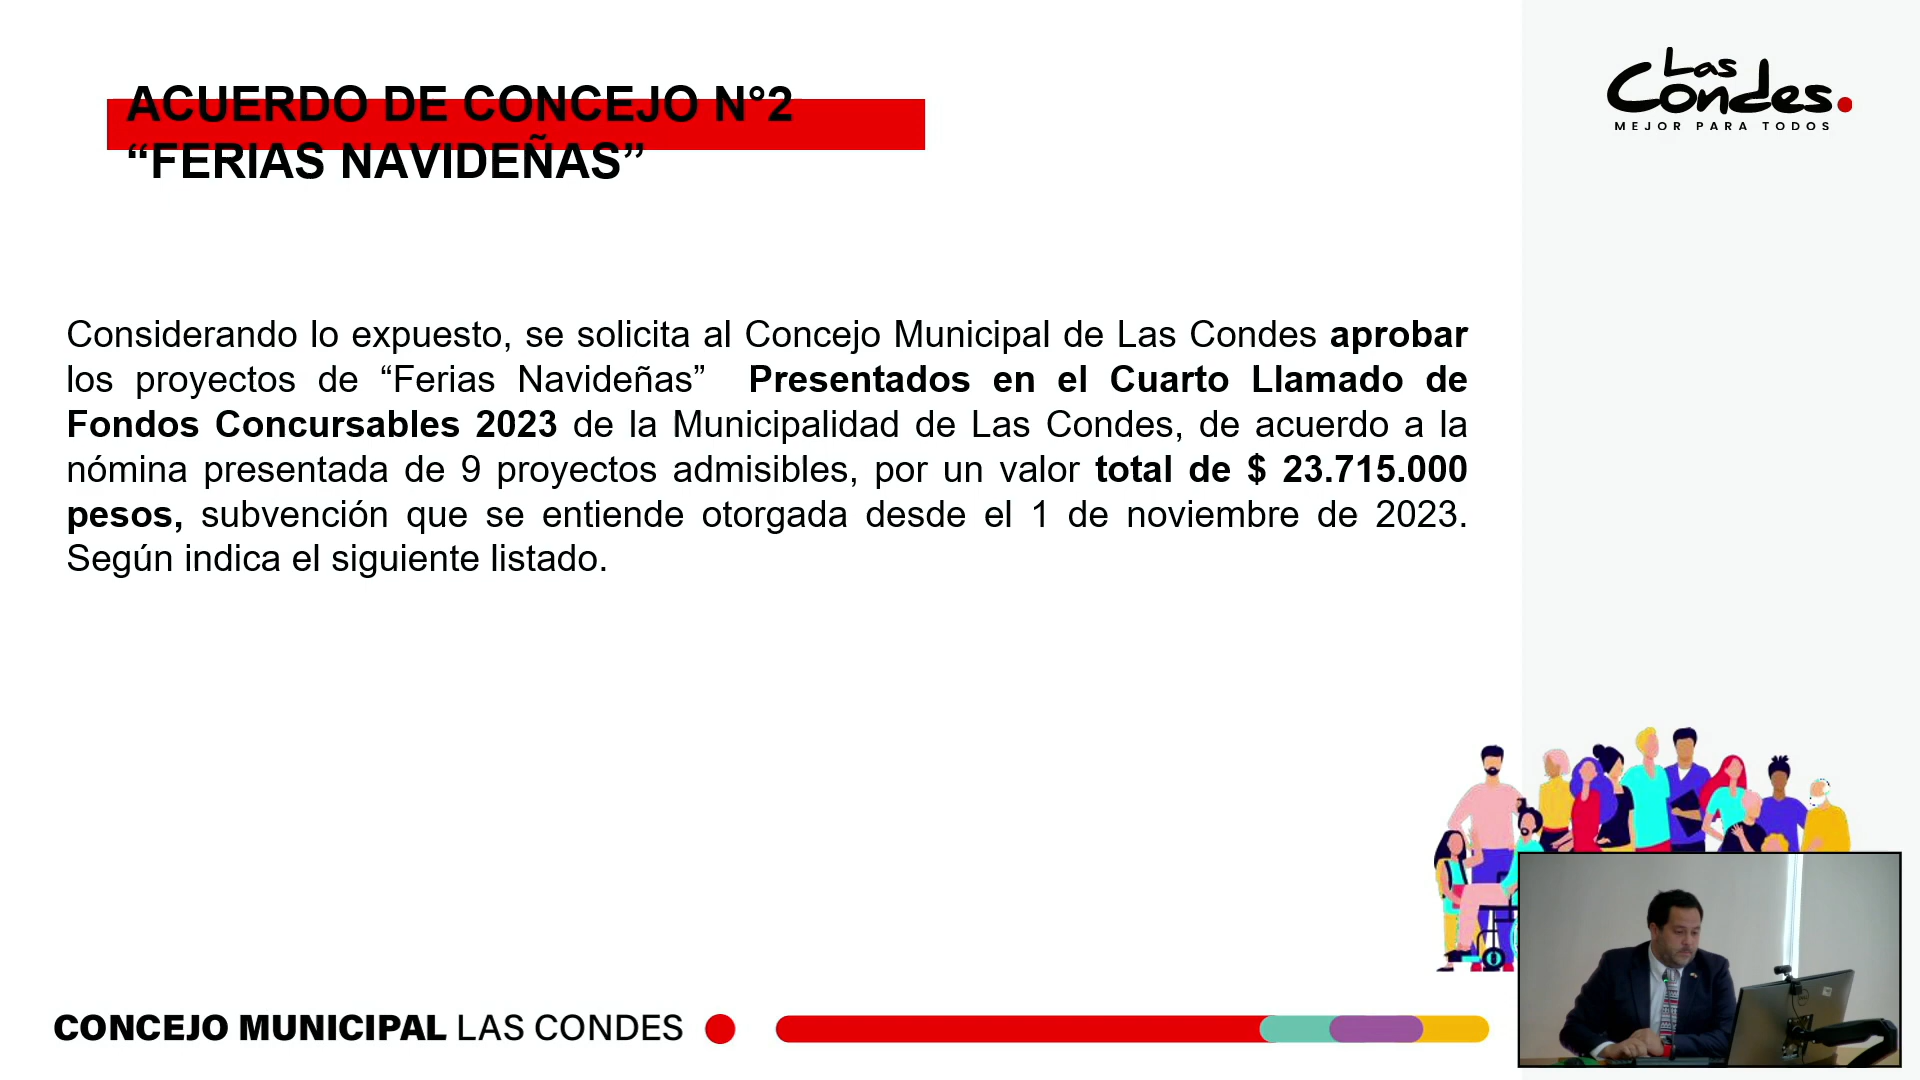 ACUERDO DE CONCEJO N°2
“FERIAS NAVIDEÑAS”
Las
Condes.
MEJOR PARA TODOS
Considerando lo expuesto, se solicita al Concejo Municipal de Las Condes aprobar
los proyectos de “Ferias Navideñas” Presentados en el Cuarto Llamado de
Fondos Concursables 2023 de la Municipalidad de Las Condes, de acuerdo a la
nómina presentada de 9 proyectos admisibles, por un valor total de $ 23.715.000
pesos, subvención que se entiende otorgada desde el 1 de noviembre de 2023.
Según indica el siguiente listado.
CONCEJO MUNICIPAL LAS CONDES